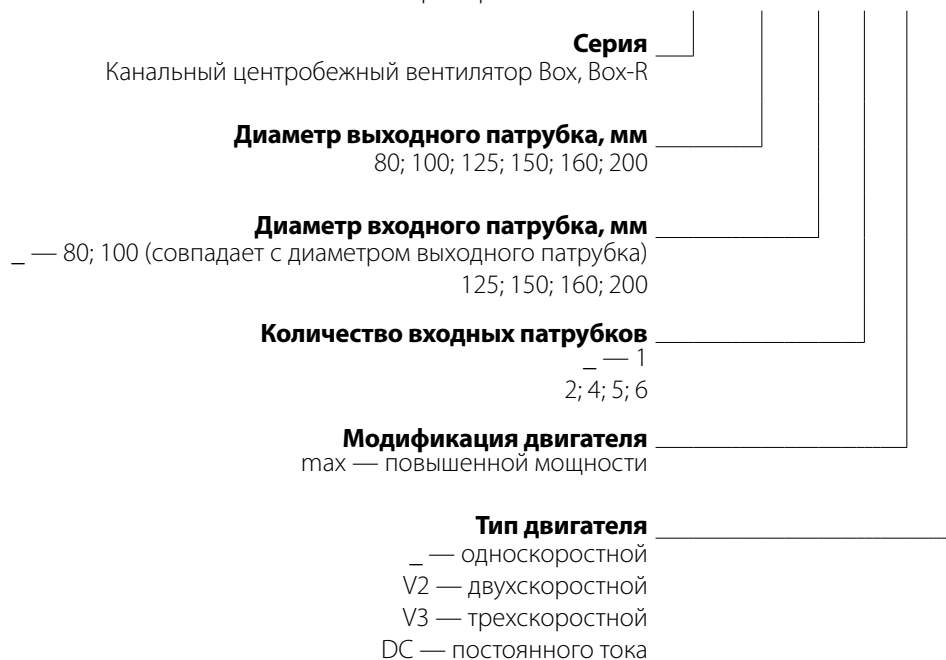 Серия
Канальный центробежный вентилятор Box, Box-R
Диаметр выходного патрубка, мм
80; 100; 125; 150; 160; 200
Диаметр входного патрубка, мм
_ — 80; 100 (совпадает с диаметром выходного патрубка)
125; 150; 160; 200
Количество входных патрубков
_ — 1
2; 4; 5; 6
Модификация двигателя
max — повышенной мощности
Тип двигателя
_ — односкоростной
V2 — двухскоростной
V3 — трехскоростной
DC — постоянного тока